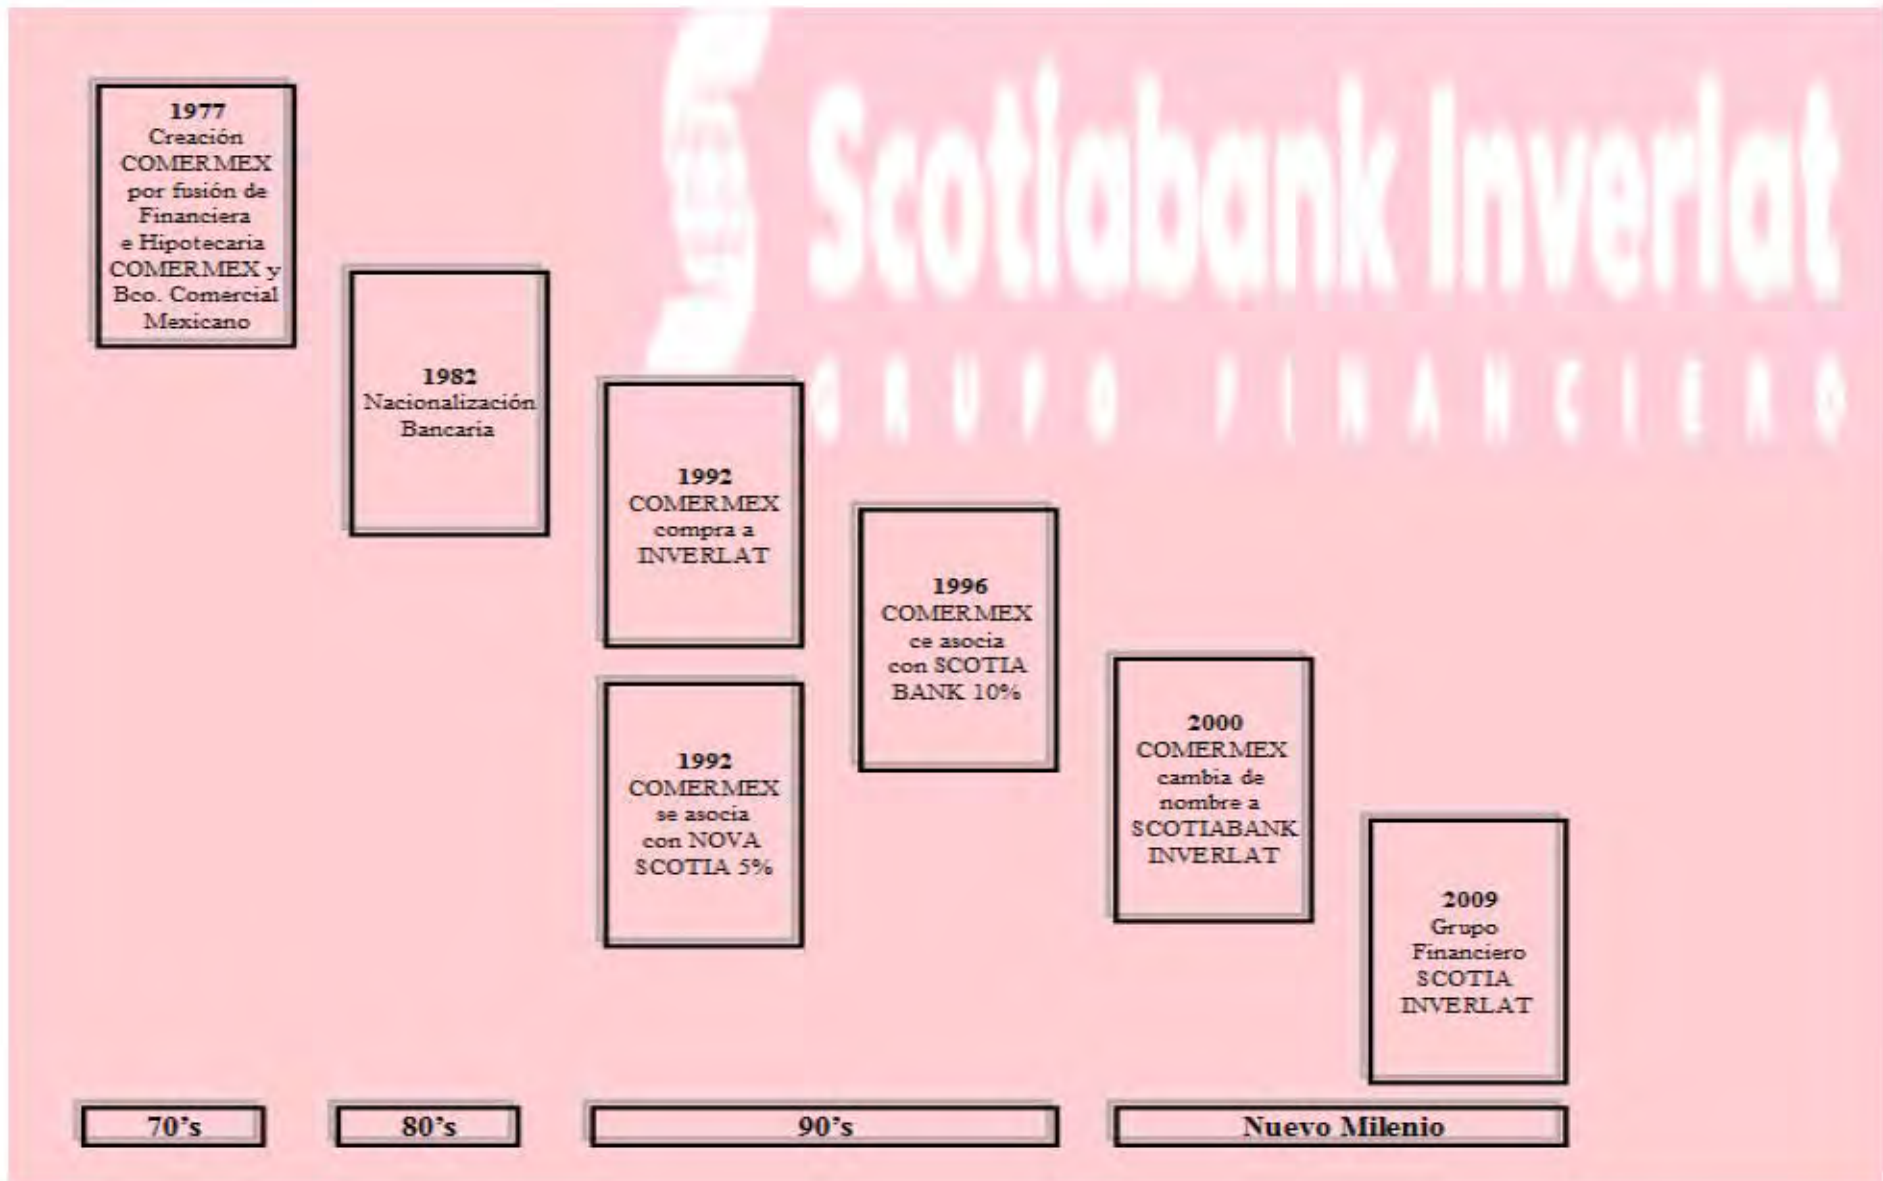 Scotiabank Inverlat
GRUPO FINANCIERO
1977
Creación
COMERMEX
por fusión de
Financiera
e Hipotecaria
COMERMEX y
Bco. Comercial
Mexicano
1982
Nacionalización
Bancaria
1992
COMERMEX
compra a
INVERLAT
1992
COMERMEX
se asocia
con NOVA
SCOTIA 5%
1996
COMERMEX
ce asocia
con SCOTIA
BANK 10%
2000
COMERMEX
cambia de
nombre a
SCOTIABANK
INVERLAT
2009
Grupo
Financiero
SCOTIA
INVERLAT
70’s
80’s
90’s
Nuevo Milenio